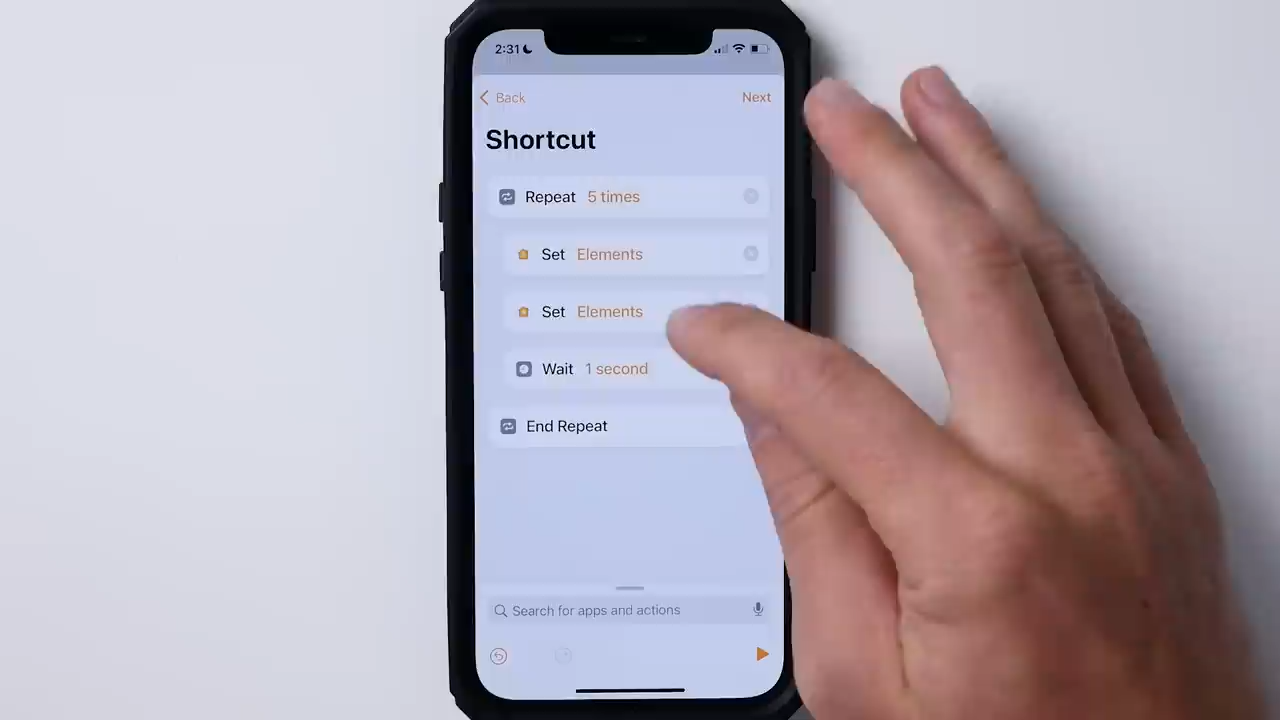 2:31
Back
Next
Shortcut
Repeat 5 times
Set Elements
Set Elements
Wait 1 second
End Repeat
Search for apps and actions